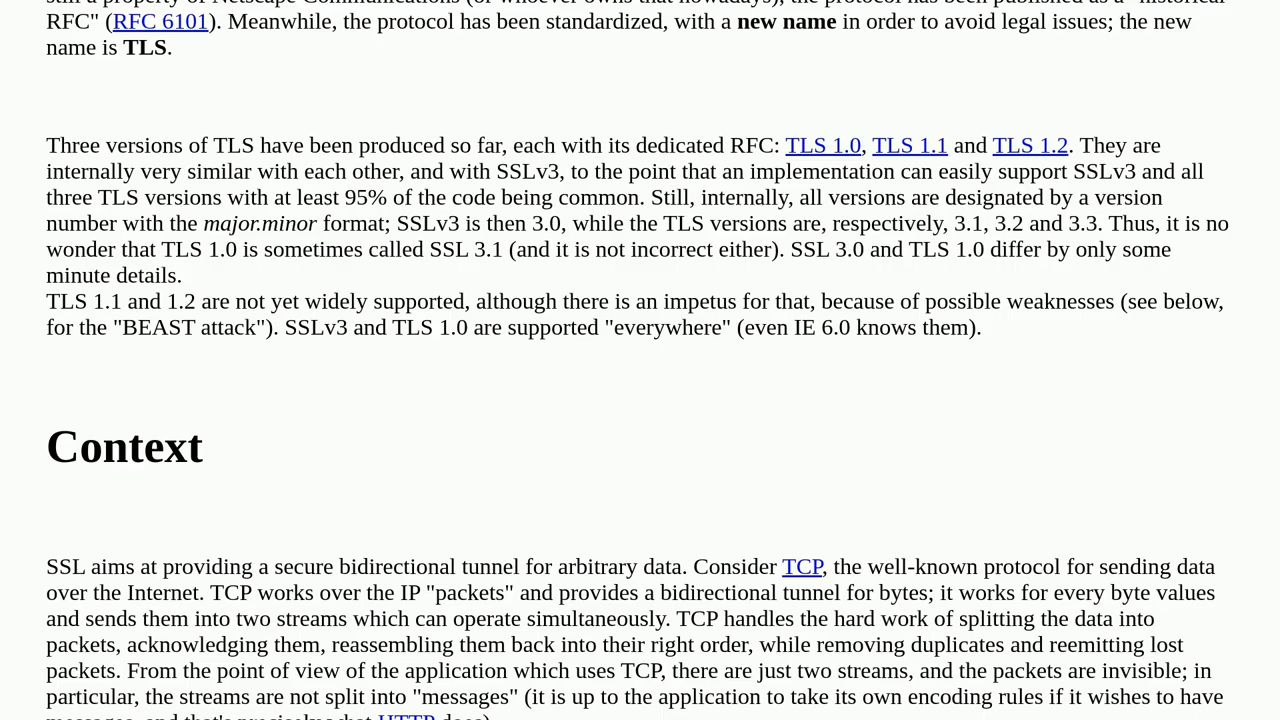 RFC" (RFC 6101). Meanwhile, the protocol has been standardized, with a new name in order to avoid legal issues; the new
name is TLS.
Three versions of TLS have been produced so far, each with its dedicated RFC: TLS 1.0, TLS 1.1 and TLS 1.2. They are
internally very similar with each other, and with SSLv3, to the point that an implementation can easily support SSLv3 and all
three TLS versions with at least 95% of the code being common. Still, internally, all versions are designated by a version
number with the major.minor format; SSLv3 is then 3.0, while the TLS versions are, respectively, 3.1, 3.2 and 3.3. Thus, it is no
wonder that TLS 1.0 is sometimes called SSL 3.1 (and it is not incorrect either). SSL 3.0 and TLS 1.0 differ by only some
minute details.
TLS 1.1 and 1.2 are not yet widely supported, although there is an impetus for that, because of possible weaknesses (see below,
for the "BEAST attack"). SSLv3 and TLS 1.0 are supported "everywhere" (even IE 6.0 knows them).
Context
SSL aims at providing a secure bidirectional tunnel for arbitrary data. Consider TCP, the well-known protocol for sending data
over the Internet. TCP works over the IP "packets" and provides a bidirectional tunnel for bytes; it works for every byte values
and sends them into two streams which can operate simultaneously. TCP handles the hard work of splitting the data into
packets, acknowledging them, reassembling them back into their right order, while removing duplicates and reemitting lost
packets. From the point of view of the application which uses TCP, there are just two streams, and the packets are invisible; in
particular, the streams are not split into "messages" (it is up to the application to take its own encoding rules if it wishes to have